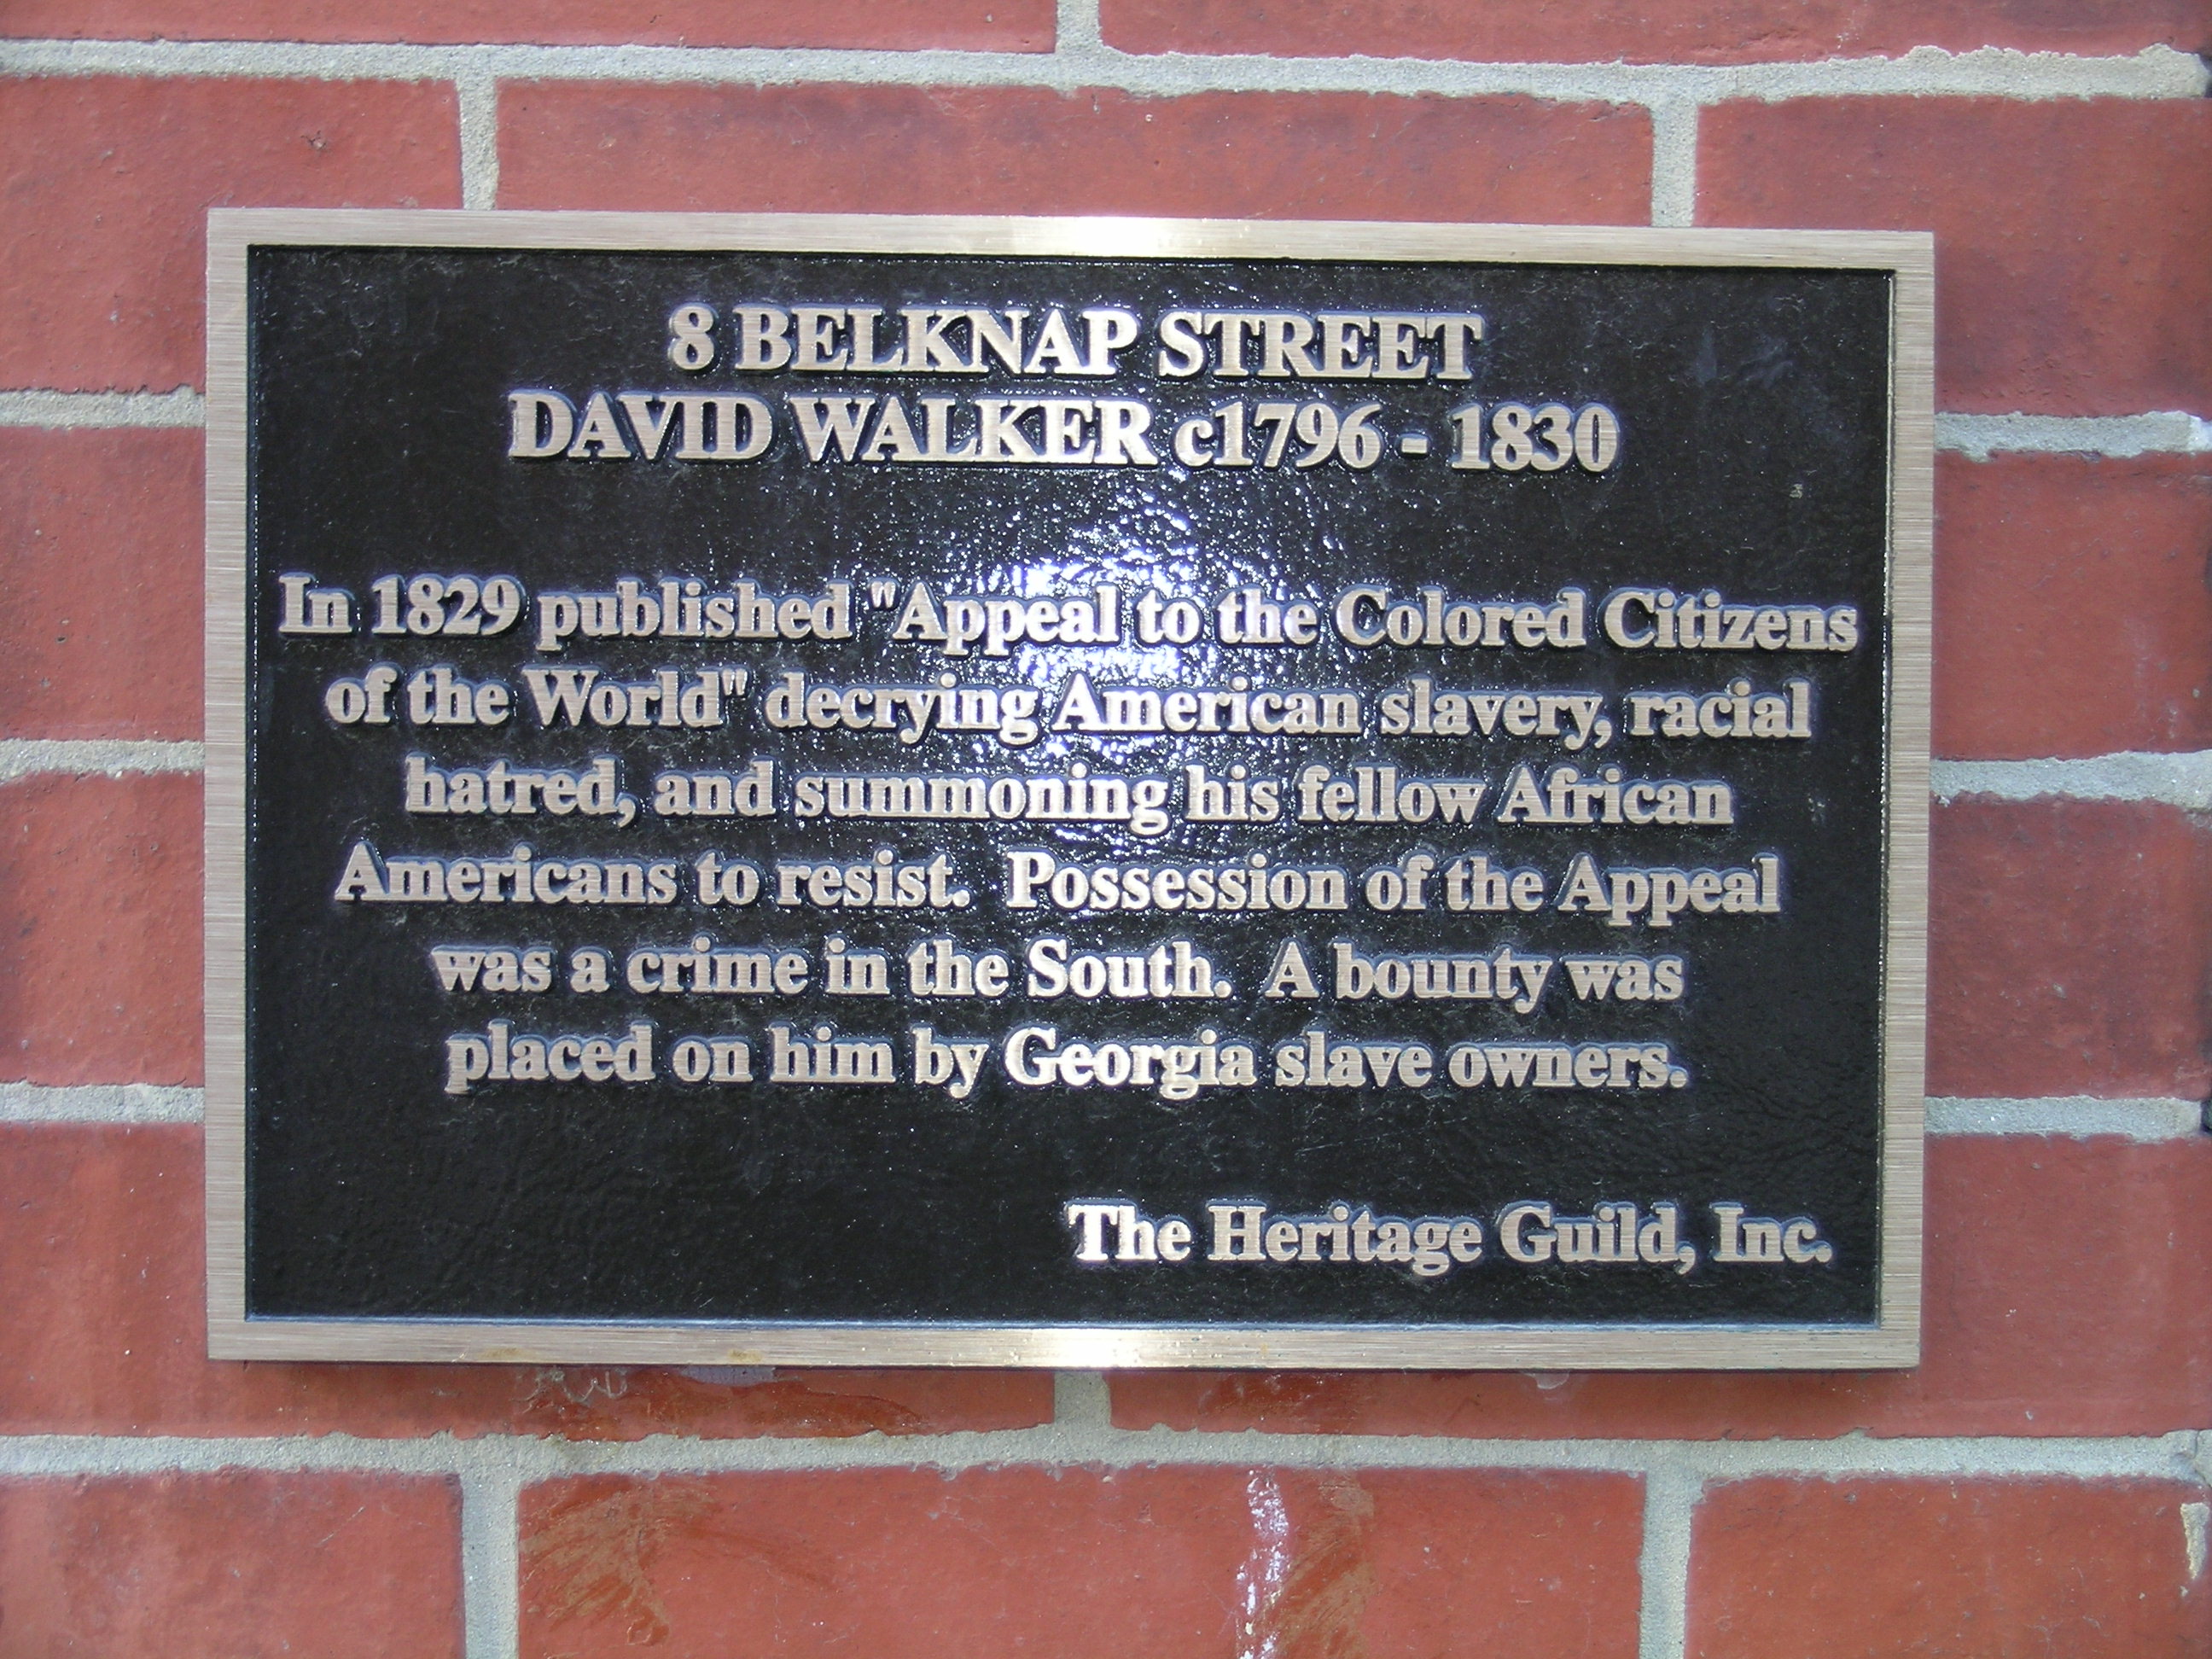 8 BELKNAP STREET
DAVID WALKER c1796 - 1830
In 1829 published "Appeal to the Colored Citizens
of the World" decrying American slavery, racial
hatred, and summoning his fellow African
Americans to resist.  Possession of the Appeal
was a crime in the South.  A bounty was
placed on him by Georgia slave owners.
The Heritage Guild, Inc.